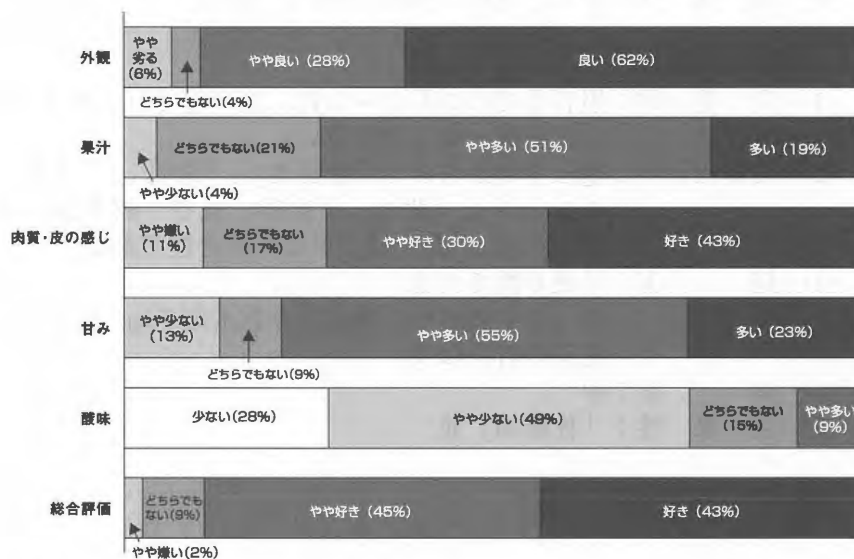 外観
やや
劣る
(6%)
やや良い (28%)
良い (62%)
どちらでもない(4%)
果汁
どちらでもない(21%)
やや多い (51%)
多い (19%)
やや少ない(4%)
肉質・皮の感じ
やや嫌い
(11%)
どちらでもない
(17%)
やや好き (30%)
好き (43%)
甘み
やや少ない
(13%)
やや多い (55%)
多い (23%)
どちらでもない(9%)
酸味
少ない(28%)
やや少ない(49%)
どちらでもない
(15%)
やや多い
(9%)
総合評価
どちらでも
ない(9%)
やや好き (45%)
好き (43%)
やや嫌い(2%)